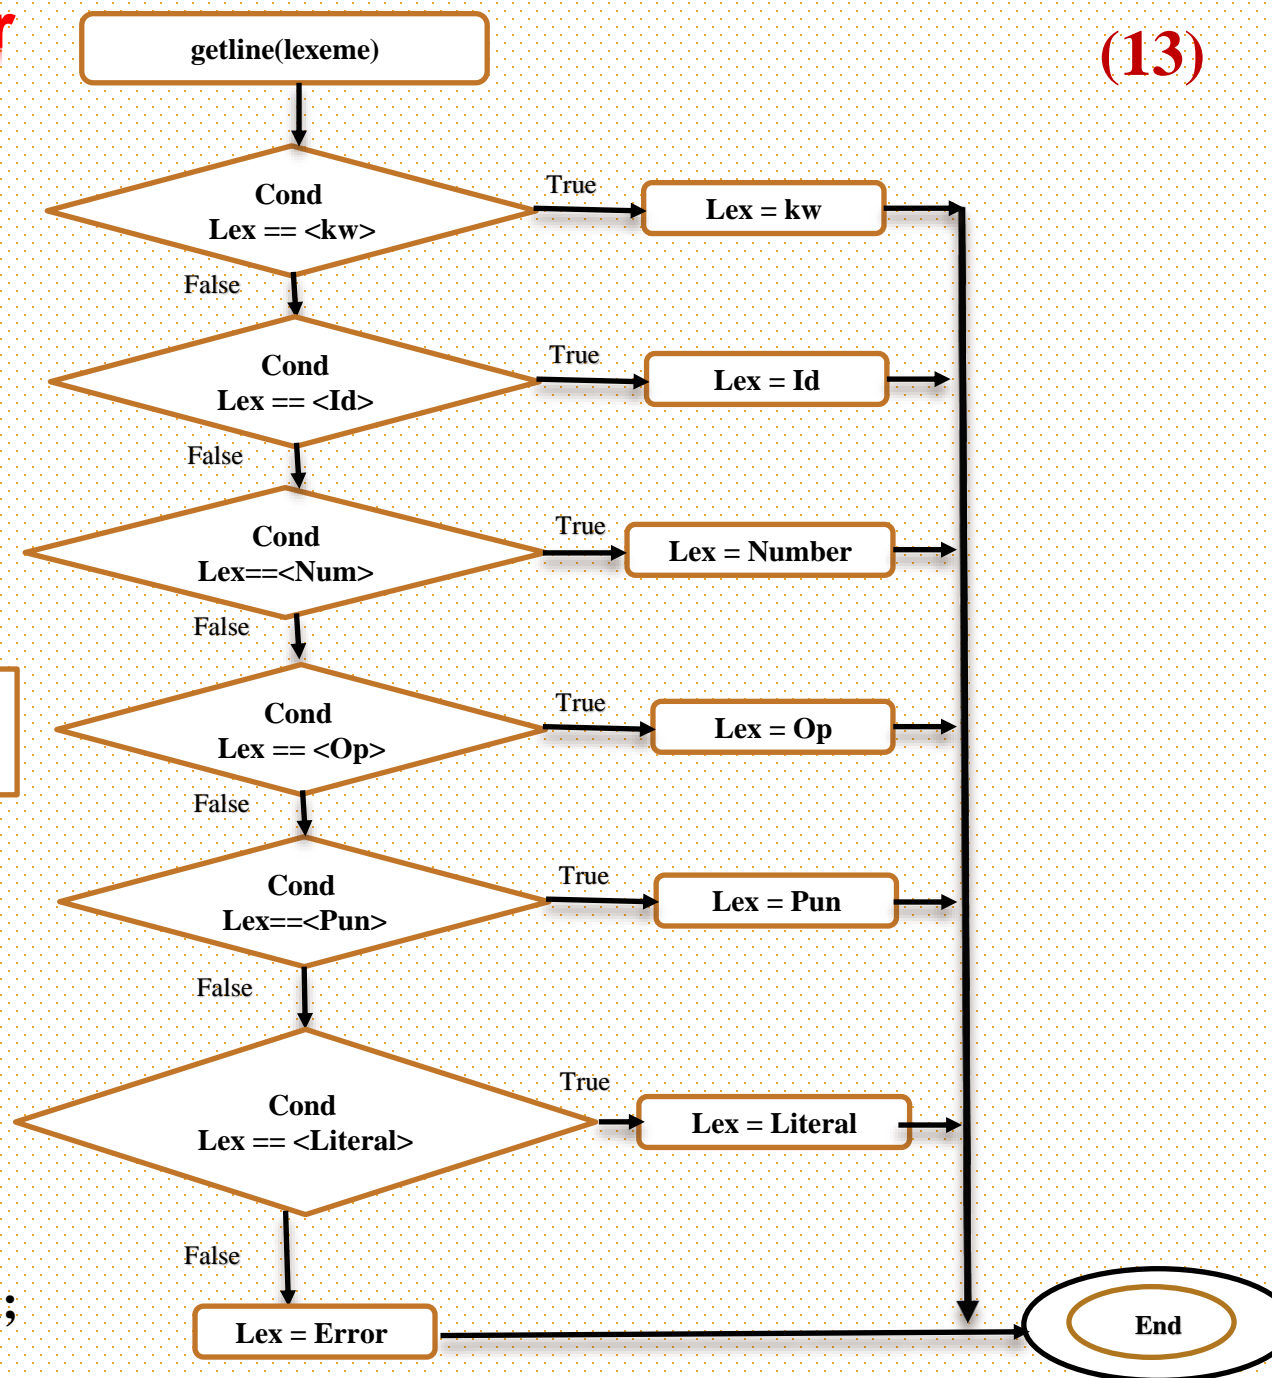 r
getline(lexeme)
(13)
Cond
Lex == <kw>
True
Lex = kw
False
Cond
Lex == <Id>
True
Lex = Id
False
Cond
Lex==<Num>
True
Lex = Number
False
Cond
Lex == <Op>
True
Lex = Op
False
Cond
Lex==<Pun>
True
Lex = Pun
False
Cond
Lex == <Literal>
True
Lex = Literal
False
;
Lex = Error
End